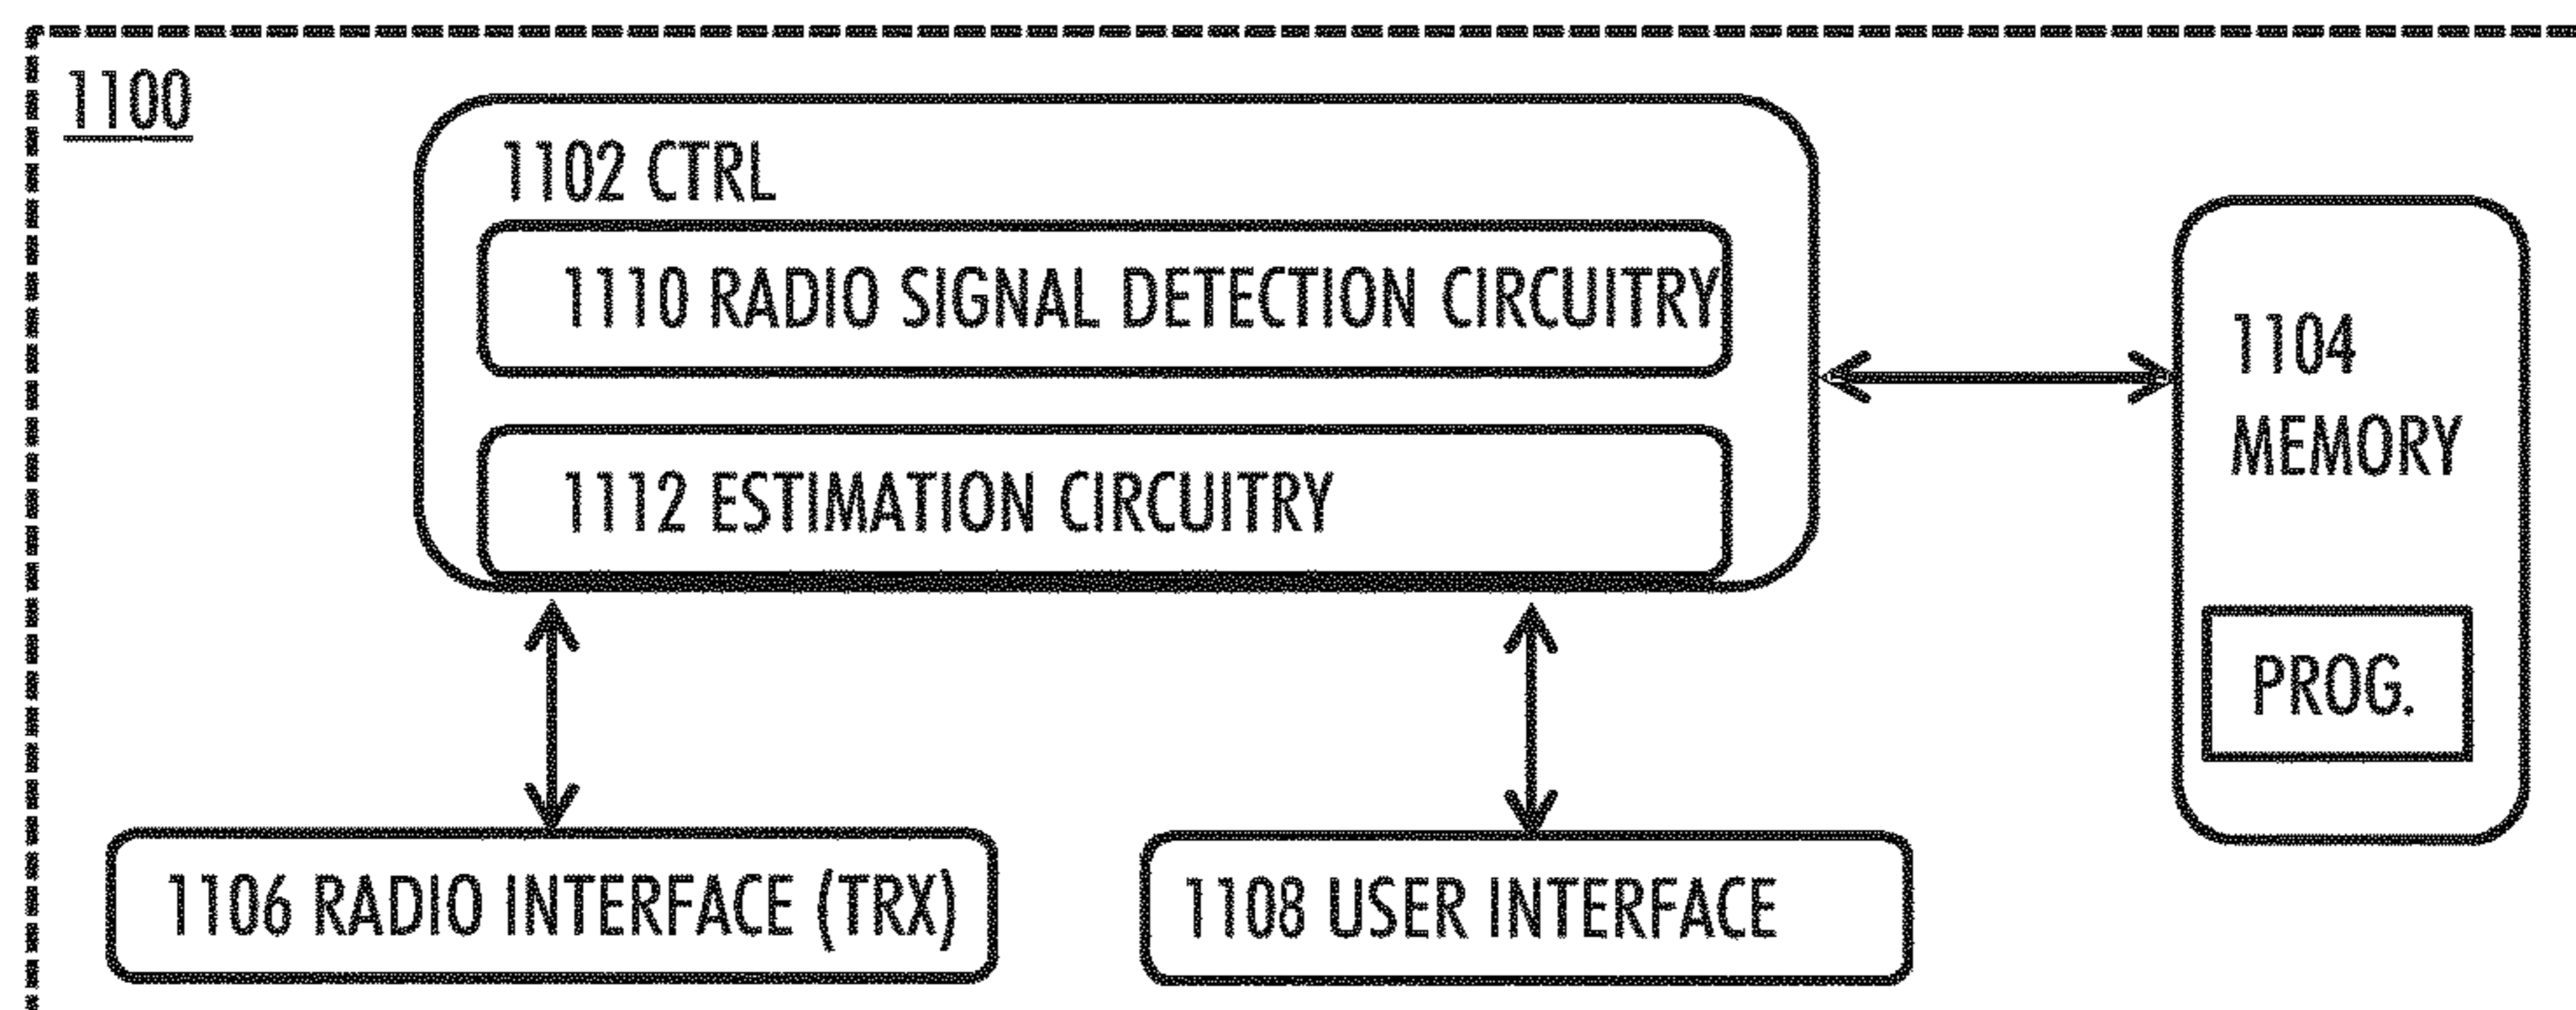 1100
1102 CTRL
1110 RADIO SIGNAL DETECTION CIRCUITRY
1112 ESTIMATION CIRCUITRY
1104
MEMORY
PROG.
1106 RADIO INTERFACE (TRX)
1108 USER INTERFACE